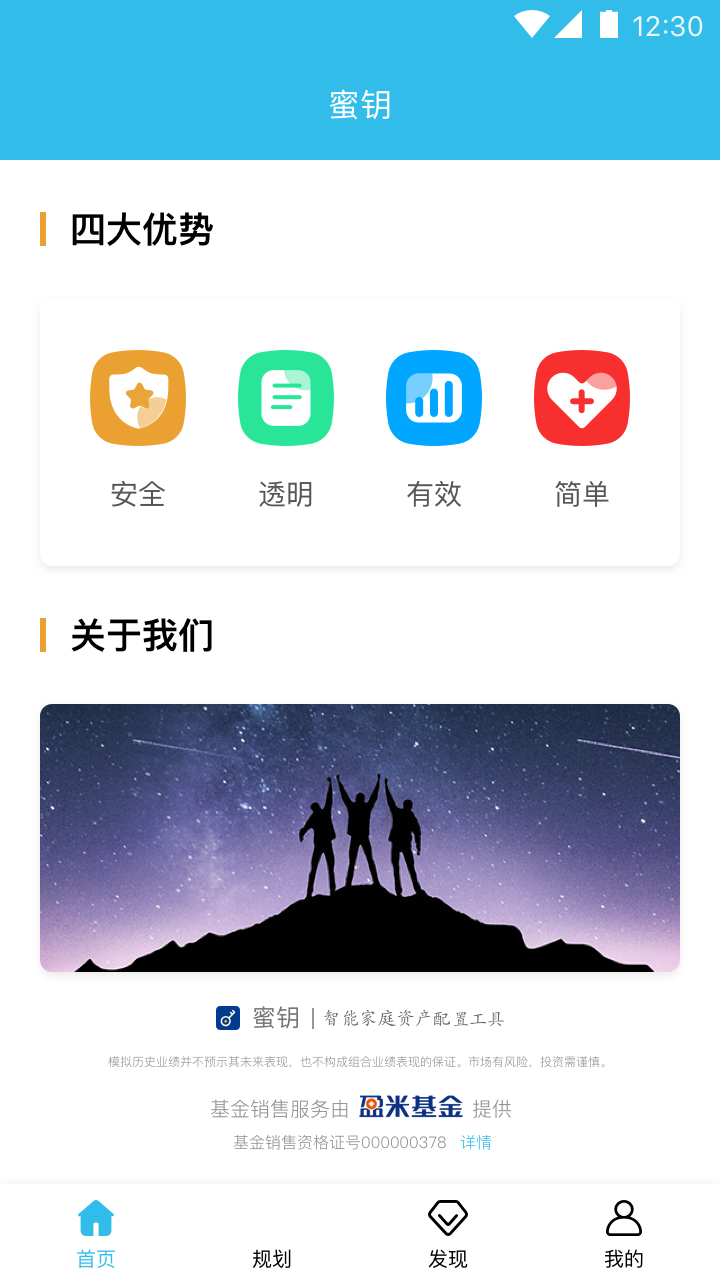 12:30
蜜钥
四大优势
安全 透明 有效 简单
关于我们
蜜钥 | 智能家庭资产配置工具
模拟历史业绩并不预示其未来表现，也不构成组合业绩表现的保证。市场有风险，投资需谨慎。
基金销售服务由 盈米基金 提供
基金销售资格证号000000378 详情
首页 规划 发现 我的